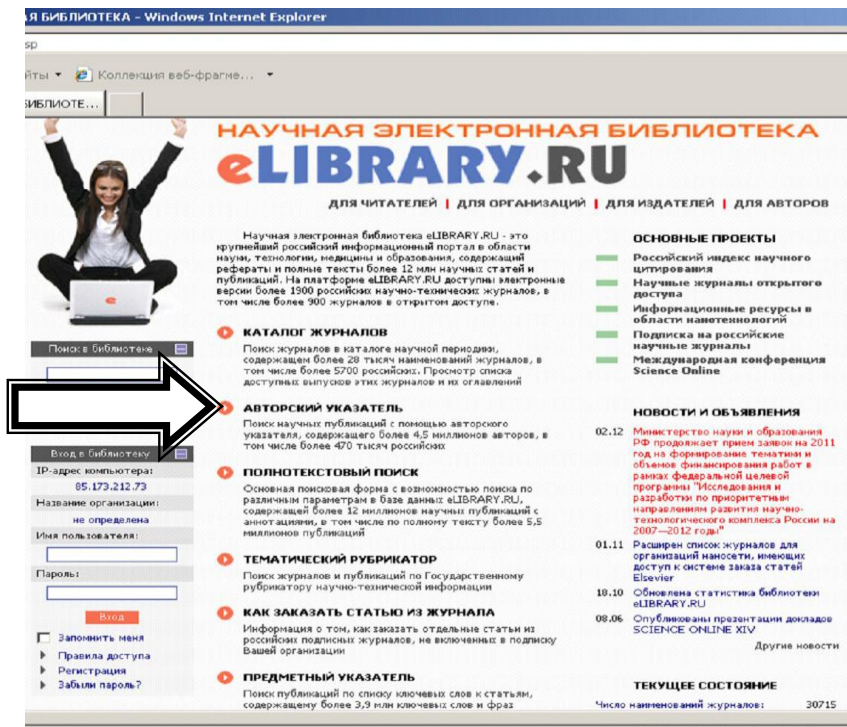 Я БИБЛИОТЕКА - Windows Internet Explorer
sp
йты
Коллекция веб-фрагме...
БИБЛИОТЕ...
НАУЧНАЯ ЭЛЕКТРОННАЯ БИБЛИОТЕКА
eLIBRARY.RU
ДЛЯ ЧИТАТЕЛЕЙ | ДЛЯ ОРГАНИЗАЦИЙ | ДЛЯ ИЗДАТЕЛЕЙ | ДЛЯ АВТОРОВ
e
Поиск в библиотеке
Вход в библиотеку
IP-адрес компьютера:
85.173.212.73
Название организации:
не определена
Имя пользователя:
Пароль:
Вход
Запомнить меня
Правила доступа
Регистрация
Забыли пароль?
Научная электронная библиотека eLIBRARY.RU - это
крупнейший российский информационный портал в области
науки, технологии, медицины и образования, содержащий
рефераты и полные тексты более 12 млн научных статей и
публикаций. На платформе eLIBRARY.RU доступны электронные
версии более 1900 российских научно-технических журналов, в
том числе более 900 журналов в открытом доступе.
КАТАЛОГ ЖУРНАЛОВ
Поиск журналов в каталоге научной периодики,
содержащем более 28 тысяч наименований журналов, в
том числе более 5700 российских. Просмотр списка
доступных выпусков этих журналов и их оглавлений
АВТОРСКИЙ УКАЗАТЕЛЬ
Поиск научных публикаций с помощью авторского
указателя, содержащего более 4,5 миллионов авторов, в
том числе более 470 тысяч российских
ПОЛНОТЕКСТОВЫЙ ПОИСК
Основная поисковая форма с возможностью поиска по
различным параметрам в базе данных eLIBRARY.RU,
содержащей более 12 миллионов научных публикаций с
аннотациями, в том числе по полному тексту более 5,5
миллионов публикаций
ТЕМАТИЧЕСКИЙ РУБРИКАТОР
Поиск журналов и публикаций по Государственному
рубрикатору научно-технической информации
КАК ЗАКАЗАТЬ СТАТЬЮ ИЗ ЖУРНАЛА
Информация о том, как заказать отдельные статьи из
российских подписных журналов, не включенных в подписку
Вашей организации
ПРЕДМЕТНЫЙ УКАЗАТЕЛЬ
Поиск публикаций по списку ключевых слов к статьям,
содержащему более 3,9 млн ключевых слов и фраз
ОСНОВНЫЕ ПРОЕКТЫ
Российский индекс научного
цитирования
Научные журналы открытого
доступа
Информационные ресурсы в
области нанотехнологий
Подписка на российские
научные журналы
Международная конференция
Science Online
НОВОСТИ И ОБЪЯВЛЕНИЯ
02.12 Министерство науки и образования
РФ продолжает прием заявок на 2011
год на формирование тематики и
объемов финансирования работ в
рамках федеральной целевой
программы "Исследования и
разработки по приоритетным
направлениям развития научно-
технологического комплекса России на
2007—2012 годы"
01.11 Расширен список журналов для
организаций наносети, имеющих
доступ к системе заказа статей
Elsevier
18.10 Обновлена статистика библиотеки
eLIBRARY.RU
08.06 Опубликованы презентации докладов
SCIENCE ONLINE XIV
Другие новости
ТЕКУЩЕЕ СОСТОЯНИЕ
Число наименований журналов: 30715